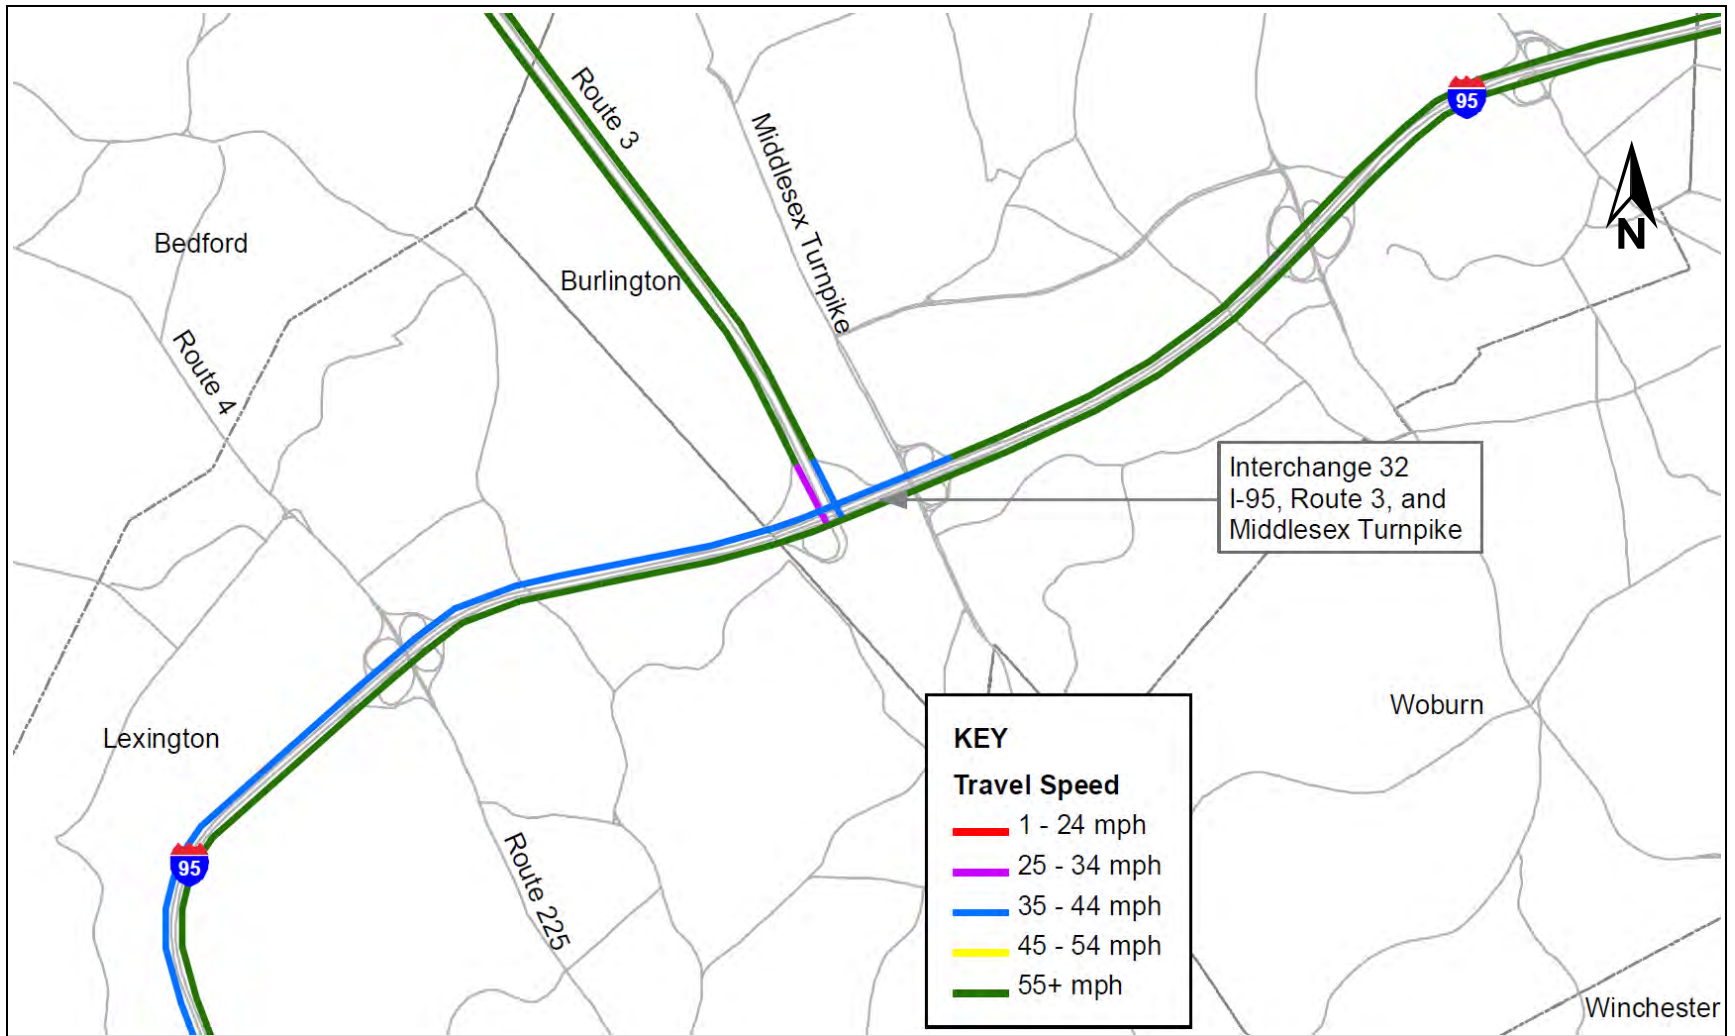 95
Route 3
Middlesex Turnpike
Bedford
Burlington
N
Route 4
Interchange 32
I-95, Route 3, and
Middlesex Turnpike
Woburn
Lexington
95
Route 225
KEY
Travel Speed
1 - 24 mph
25 - 34 mph
35 - 44 mph
45 - 54 mph
55+ mph
Winchester